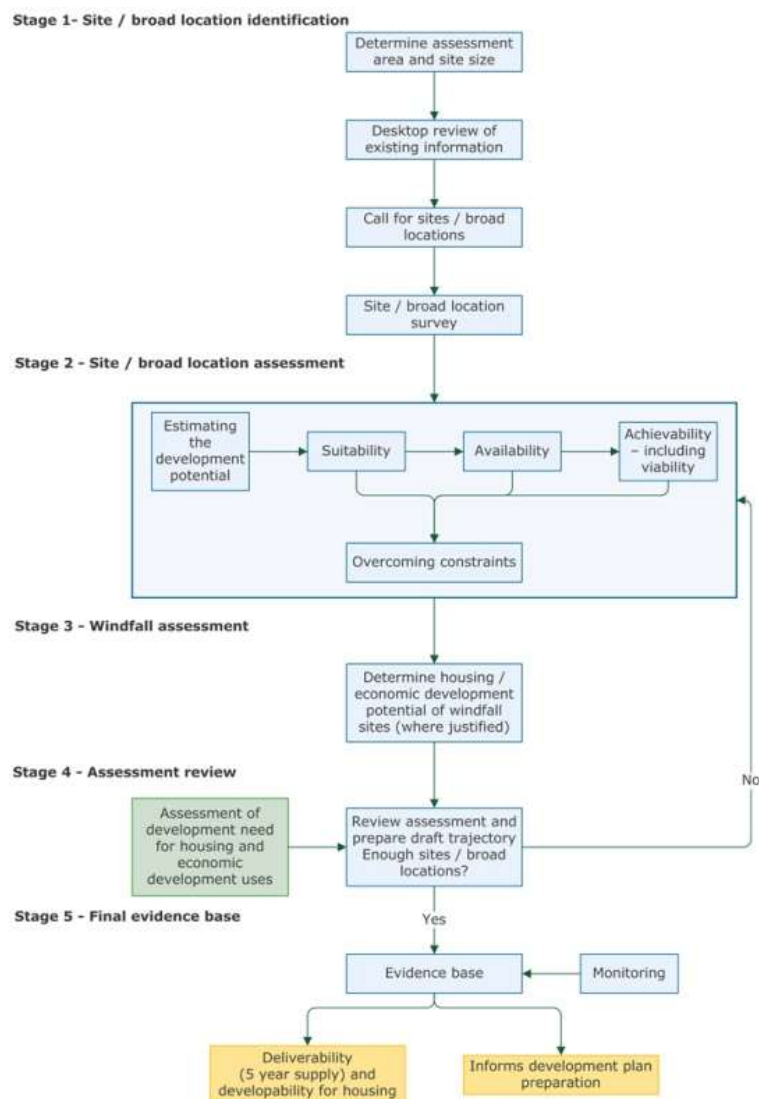 Stage 1- Site / broad location identification
Determine assessment
area and site size
Desktop review of
existing information
Call for sites / broad
locations
Site / broad location
survey
Stage 2 - Site / broad location assessment
Estimating
the
development
potential
Suitability
Availability
Achievability
– including
viability
Overcoming constraints
Stage 3 - Windfall assessment
Determine housing /
economic development
potential of windfall
sites (where justified)
Stage 4 - Assessment review
No
Assessment of
development need
for housing and
economic
development uses
Review assessment and
prepare draft trajectory
Enough sites / broad
locations?
Stage 5 - Final evidence base
Yes
Evidence base
Monitoring
Deliverability
(5 year supply) and
developability for housing
Informs development plan
preparation